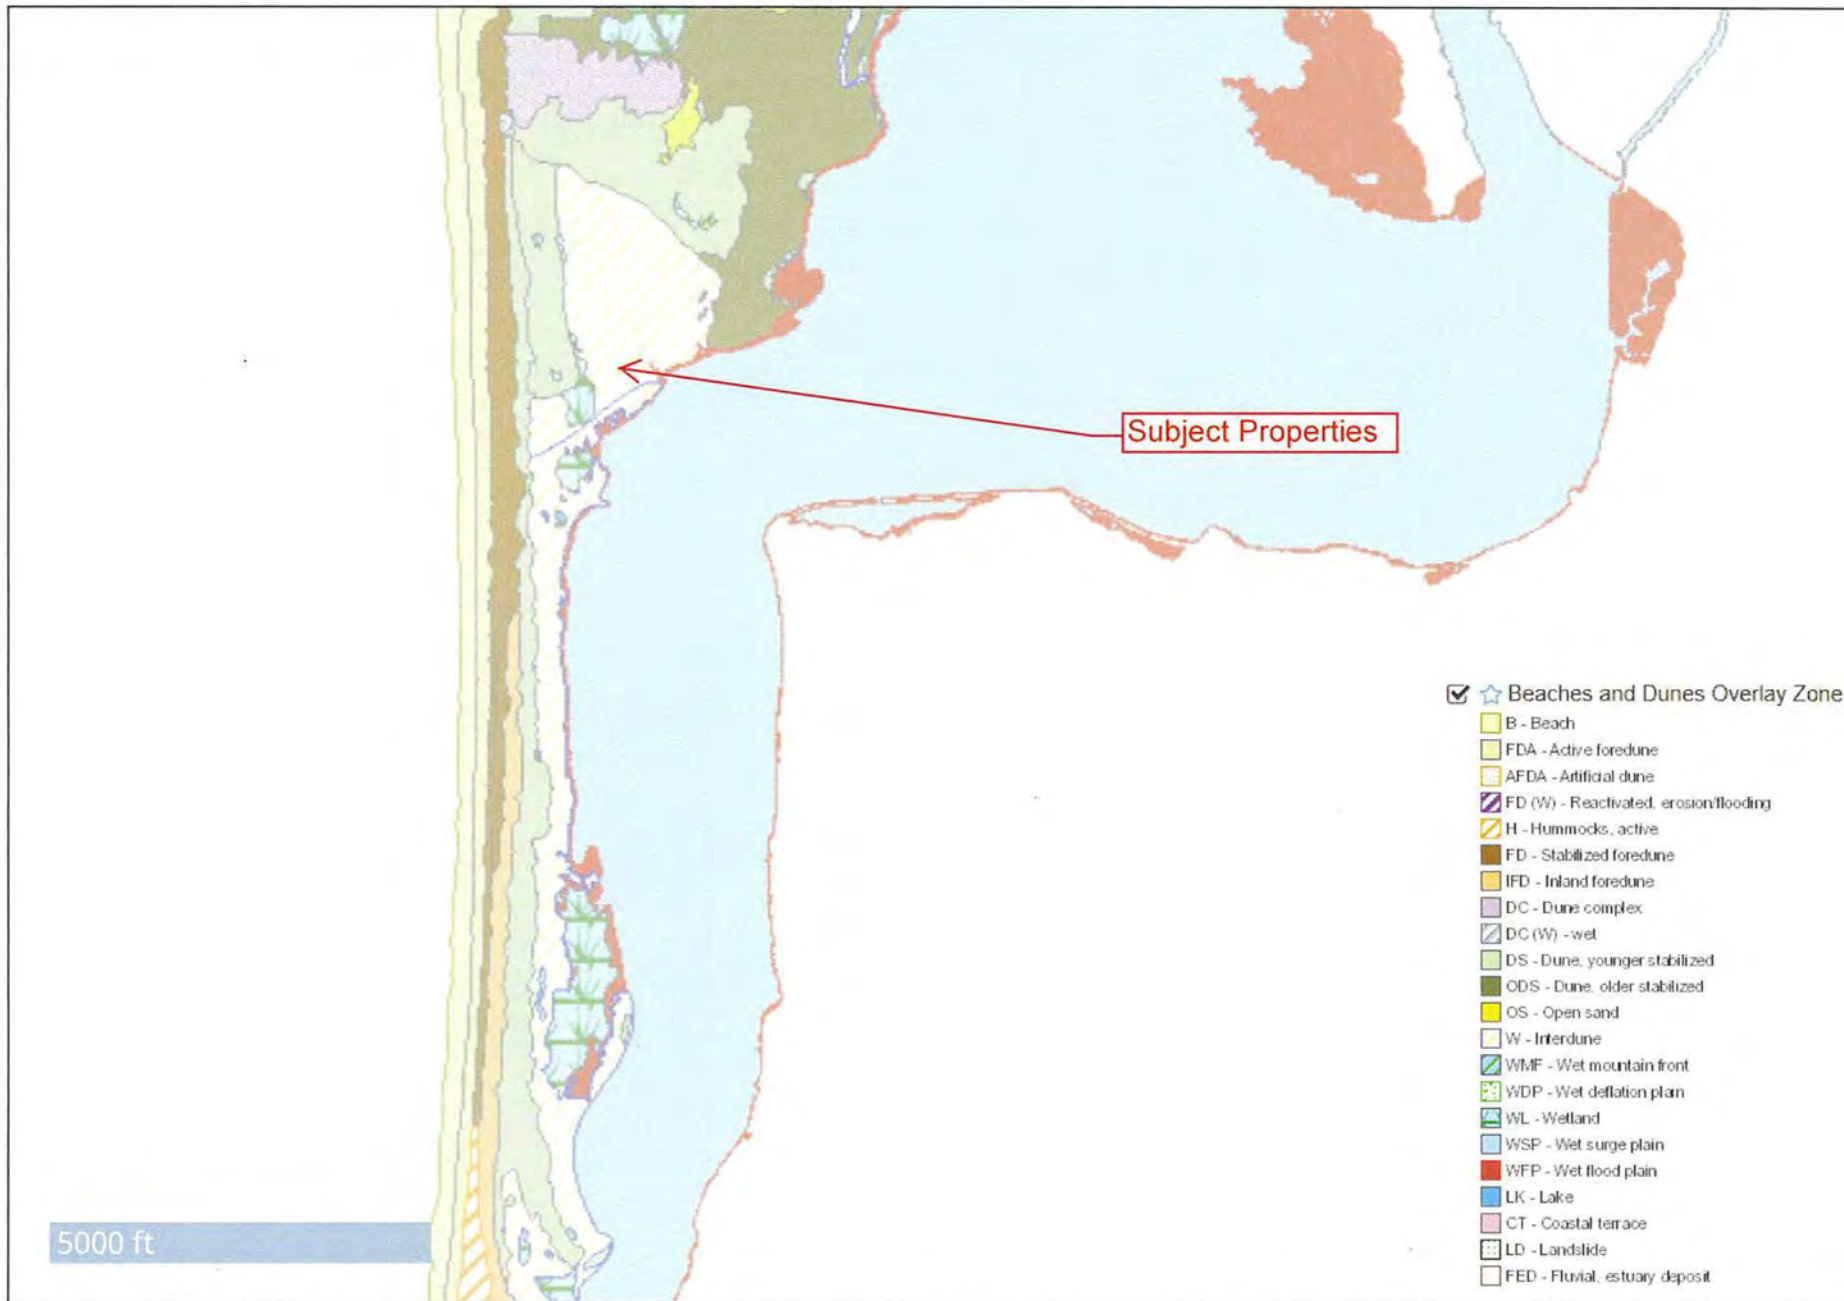 Subject Properties
Beaches and Dunes Overlay Zone
B - Beach
FDA - Active foredune
AFDA - Artificial dune
FD (W) - Reactivated, erosion/flooding
H - Hummocks, active
FD - Stabilized foredune
IFD - Inland foredune
DC - Dune complex
DC (W) - wet
DS - Dune, younger stabilized
ODS - Dune, older stabilized
OS - Open sand
W - Interdune
WMF - Wet mountain front
WDP - Wet deflation plain
WL - Wetland
WSP - Wet surge plain
WFP - Wet flood plain
LK - Lake
CT - Coastal terrace
LD - Landslide
FED - Fluvial, estuary deposit
5000 ft